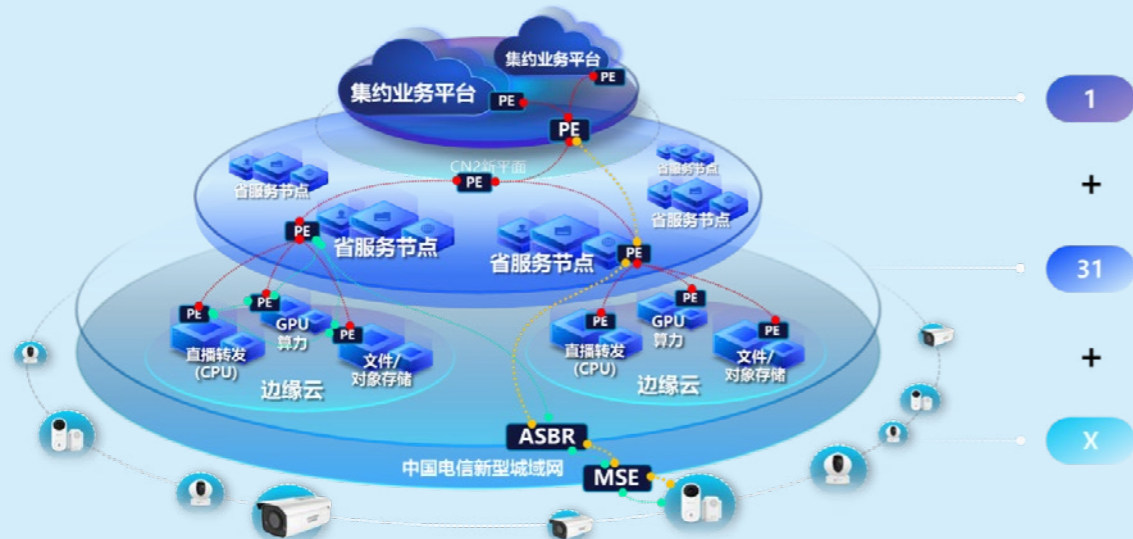 集约业务平台
PE
集约业务平台
PE
1
PE
CN2新平面
PE
省服务节点
省服务节点
省服务节点
+
PE
省服务节点
省服务节点
PE
31
PE
PE
GPU
算力
PE
直播转发
(CPU)
文件/
对象存储
边缘云
PE
PE
GPU
算力
PE
直播转发
(CPU)
文件/
对象存储
边缘云
+
ASBR
中国电信新型城域网
MSE
X